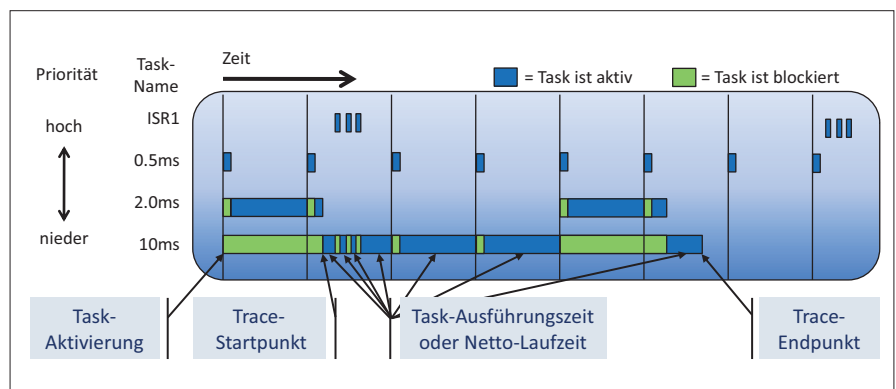 Priorität
Task-
Name
Zeit
= Task ist aktiv
= Task ist blockiert
hoch
ISR1
0.5ms
2.0ms
nieder
10ms
Task-
Aktivierung
Trace-
Startpunkt
Task-Ausführungszeit
oder Netto-Laufzeit
Trace-
Endpunkt